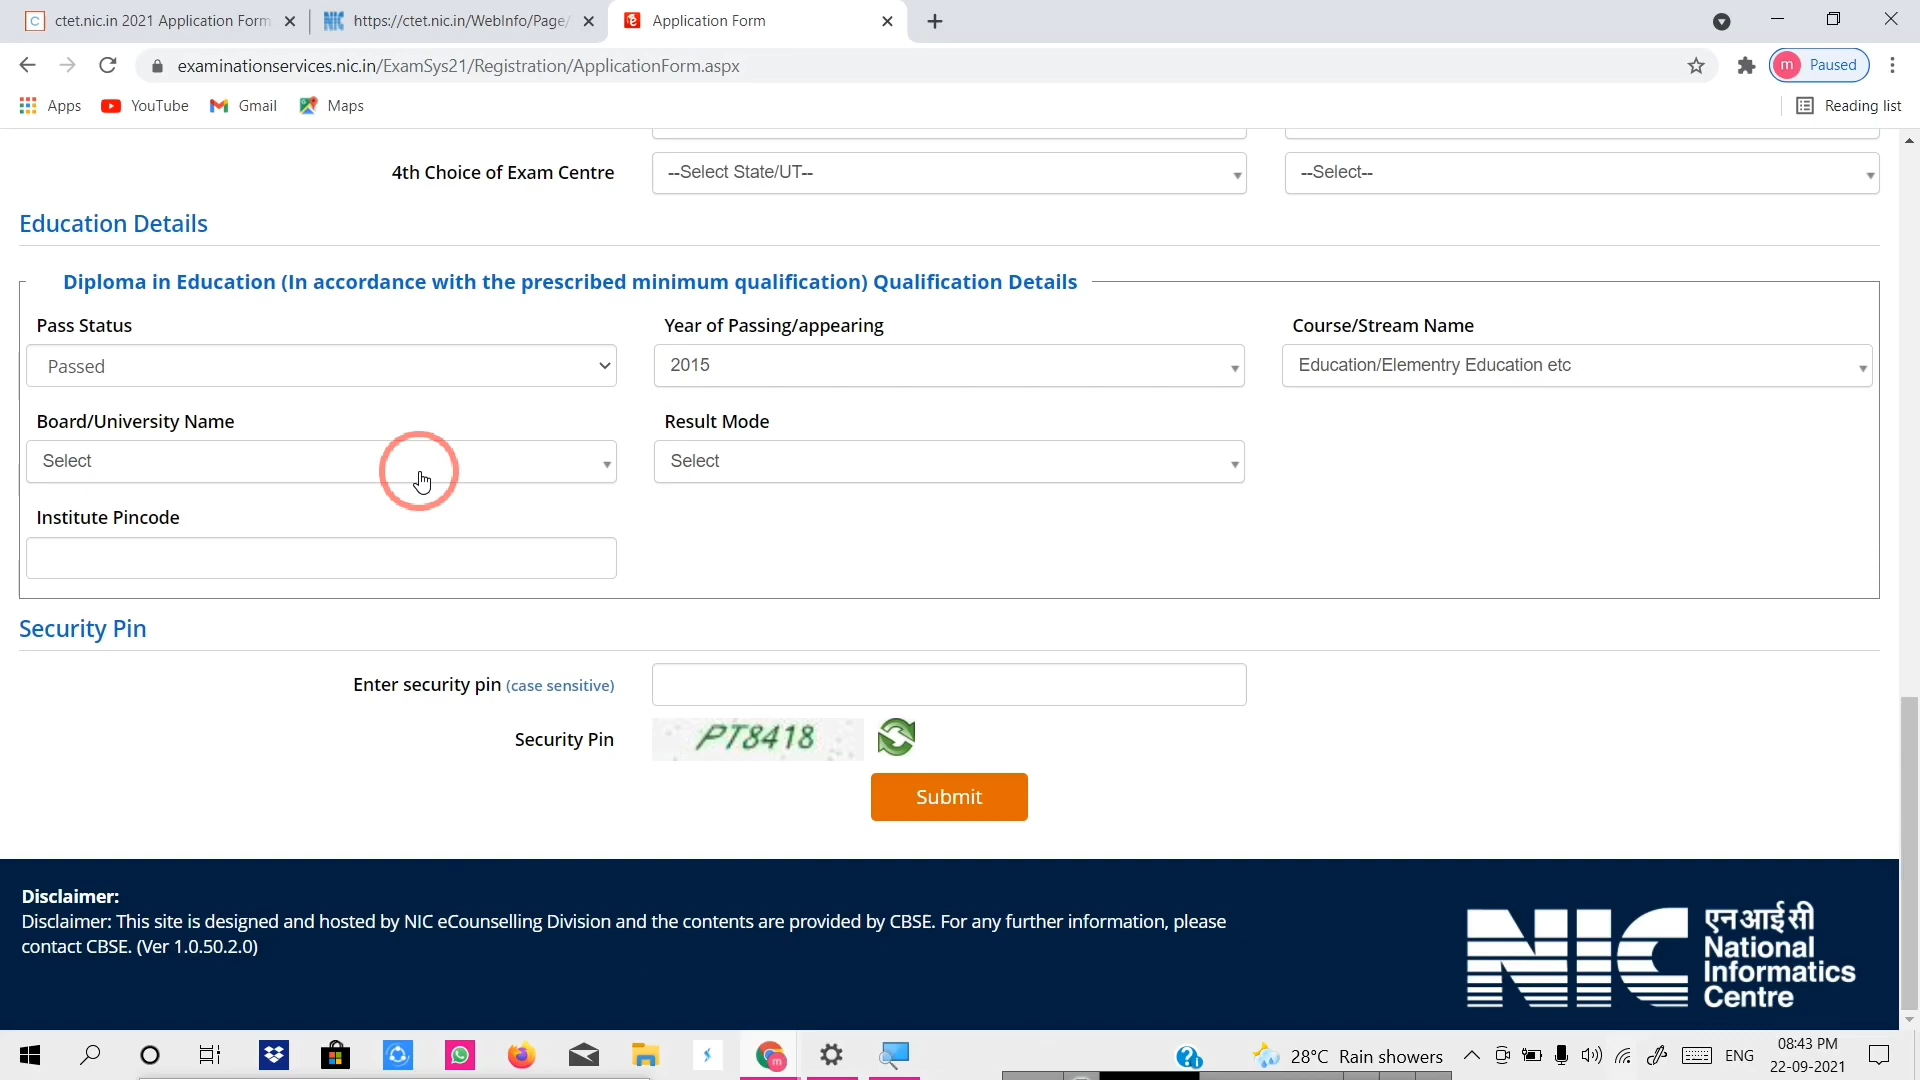 ctet.nic.in 2021 Application Form
https://ctet.nic.in/WebInfo/Page/
Application Form
examinationservices.nic.in/ExamSys21/Registration/ApplicationForm.aspx
m Paused
Apps
YouTube
Gmail
Maps
Reading list
4th Choice of Exam Centre
--Select State/UT--
--Select--
Education Details
Diploma in Education (In accordance with the prescribed minimum qualification) Qualification Details
Pass Status
Year of Passing/appearing
Course/Stream Name
Passed
2015
Education/Elementry Education etc
Board/University Name
Result Mode
Select
Select
Institute Pincode
Security Pin
Enter security pin (case sensitive)
Security Pin
PT8418
Submit
Disclaimer:
Disclaimer: This site is designed and hosted by NIC eCounselling Division and the contents are provided by CBSE. For any further information, please
contact CBSE. (Ver 1.0.50.2.0)
NIC
एन आई सी
National
Informatics
Centre
28°C Rain showers
ENG
08:43 PM
22-09-2021